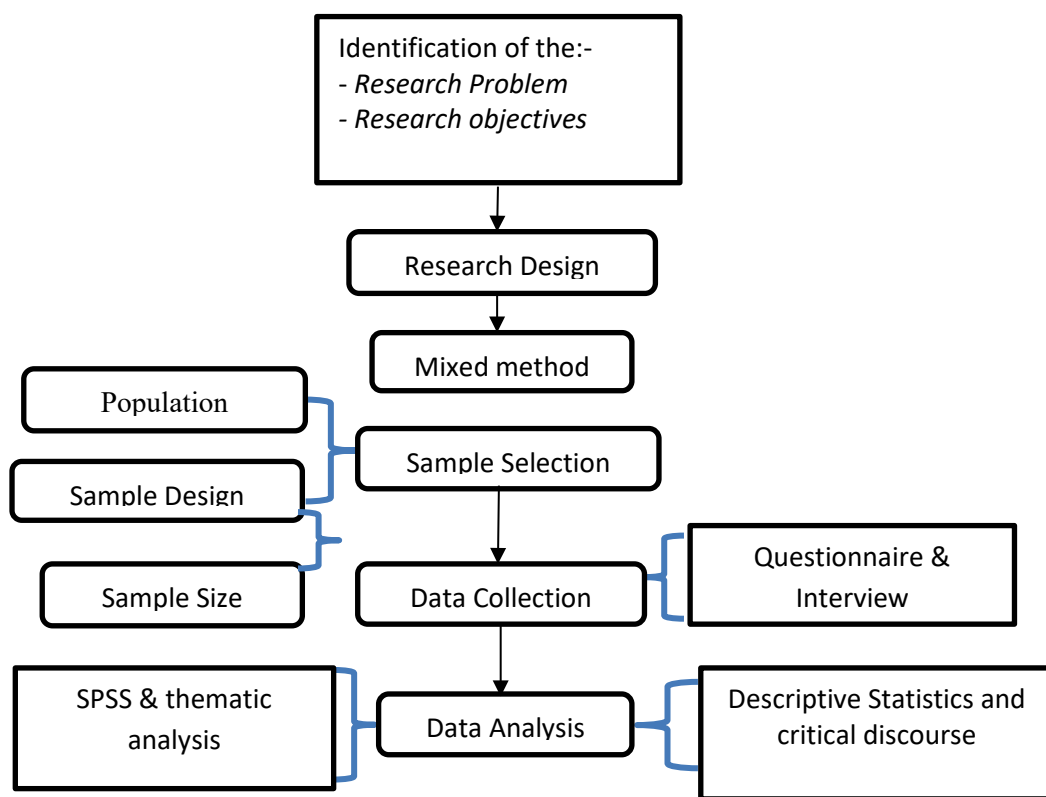 Identification of the:-
- Research Problem
- Research objectives
Research Design
Mixed method
Population
Sample Selection
Sample Design
Questionnaire &
Interview
Sample Size
Data Collection
SPSS & thematic
analysis
Data Analysis
Descriptive Statistics and
critical discourse